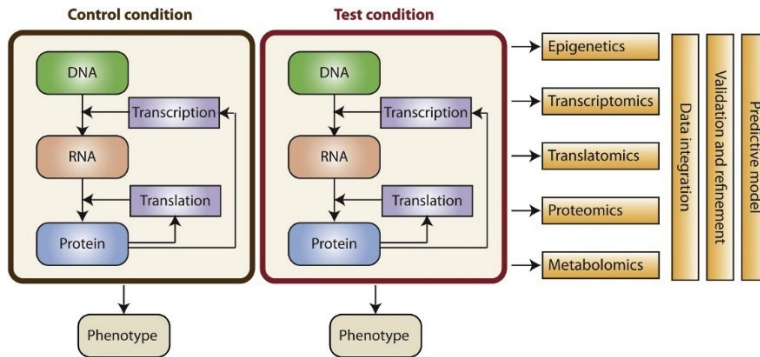 Control condition
DNA
Transcription
RNA
Translation
Protein
Phenotype
Test condition
DNA
Transcription
RNA
Translation
Protein
Phenotype
Epigenetics
Transcriptomics
Translatomics
Proteomics
Metabolomics
Data integration
Validation and refinement
Predictive model